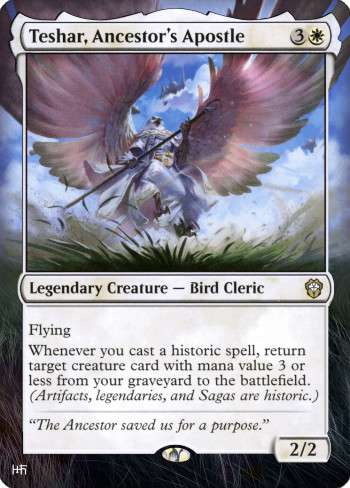 Teshar, Ancestor's Apostle 3
Legendary Creature — Bird Cleric
Flying
Whenever you cast a historic spell, return
target creature card with mana value 3 or
less from your graveyard to the battlefield.
(Artifacts, legendaries, and Sagas are historic.)
"The Ancestor saved us for a purpose."
2/2